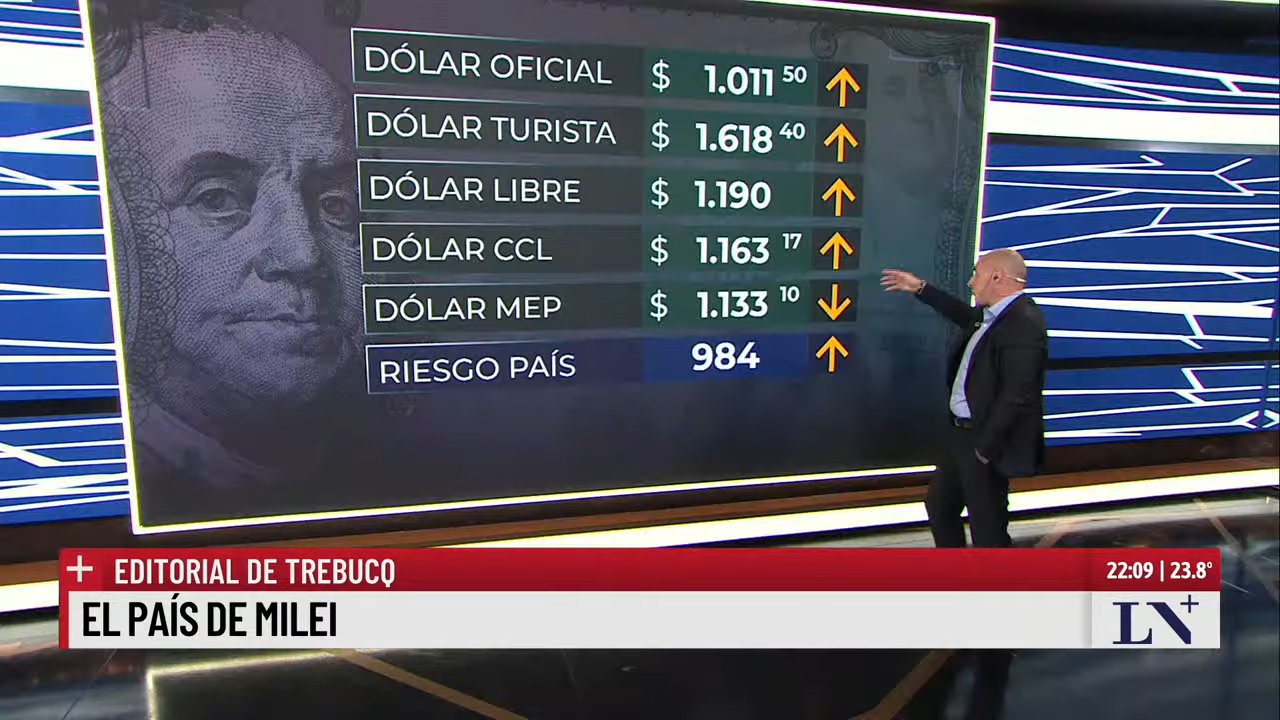 DÓLAR OFICIAL $ 1.011 50 ↑
DÓLAR TURISTA $ 1.618 40 ↑
DÓLAR LIBRE $ 1.190 ↑
DÓLAR CCL $ 1.163 17 ↑
DÓLAR MEP $ 1.133 10 ↓
RIESGO PAÍS 984 ↑
+ EDITORIAL DE TREBUCQ 22:09 | 23.8°
EL PAÍS DE MILEI LN+